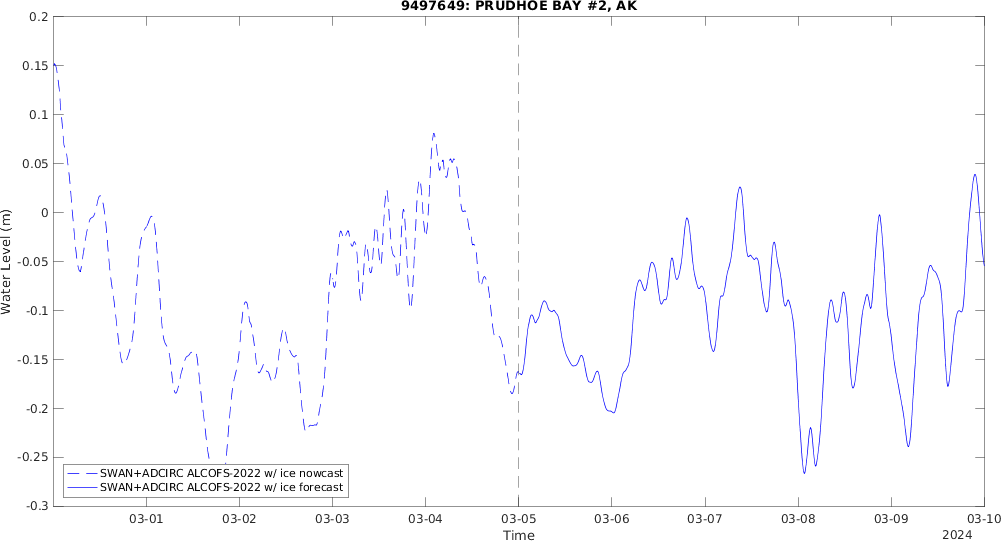 9497649: PRUDHOE BAY #2, AK
0.2
0.15
0.1
0.05
0
-0.05
-0.1
-0.15
-0.2
-0.25
-0.3
Water Level (m)
SWAN+ADCIRC ALCOFS-2022 w/ ice nowcast
SWAN+ADCIRC ALCOFS-2022 w/ ice forecast
03-01 03-02 03-03 03-04 03-05 03-06 03-07 03-08 03-09 03-10
Time
2024